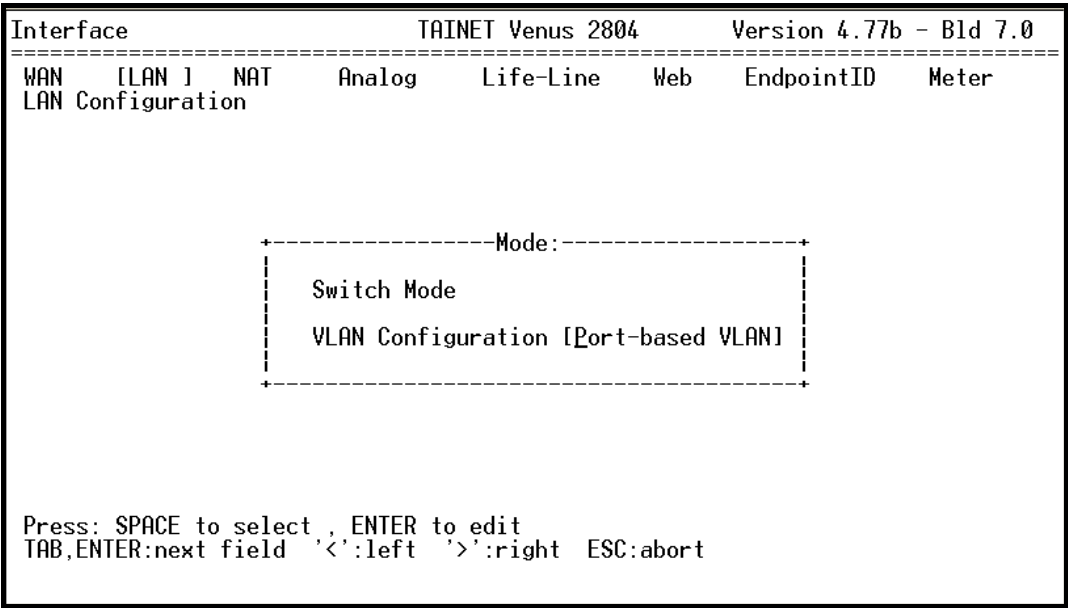 Interface TAINET Venus 2804 Version 4.77b - Bld 7.0
================================================================================
WAN [LAN ] NAT Analog Life-Line Web EndpointID Meter
LAN Configuration
+-----------------Mode:------------------+
Switch Mode
VLAN Configuration [Port-based VLAN]
+----------------------------------------+
Press: SPACE to select , ENTER to edit
TAB,ENTER:next field '<':left '>':right ESC:abort